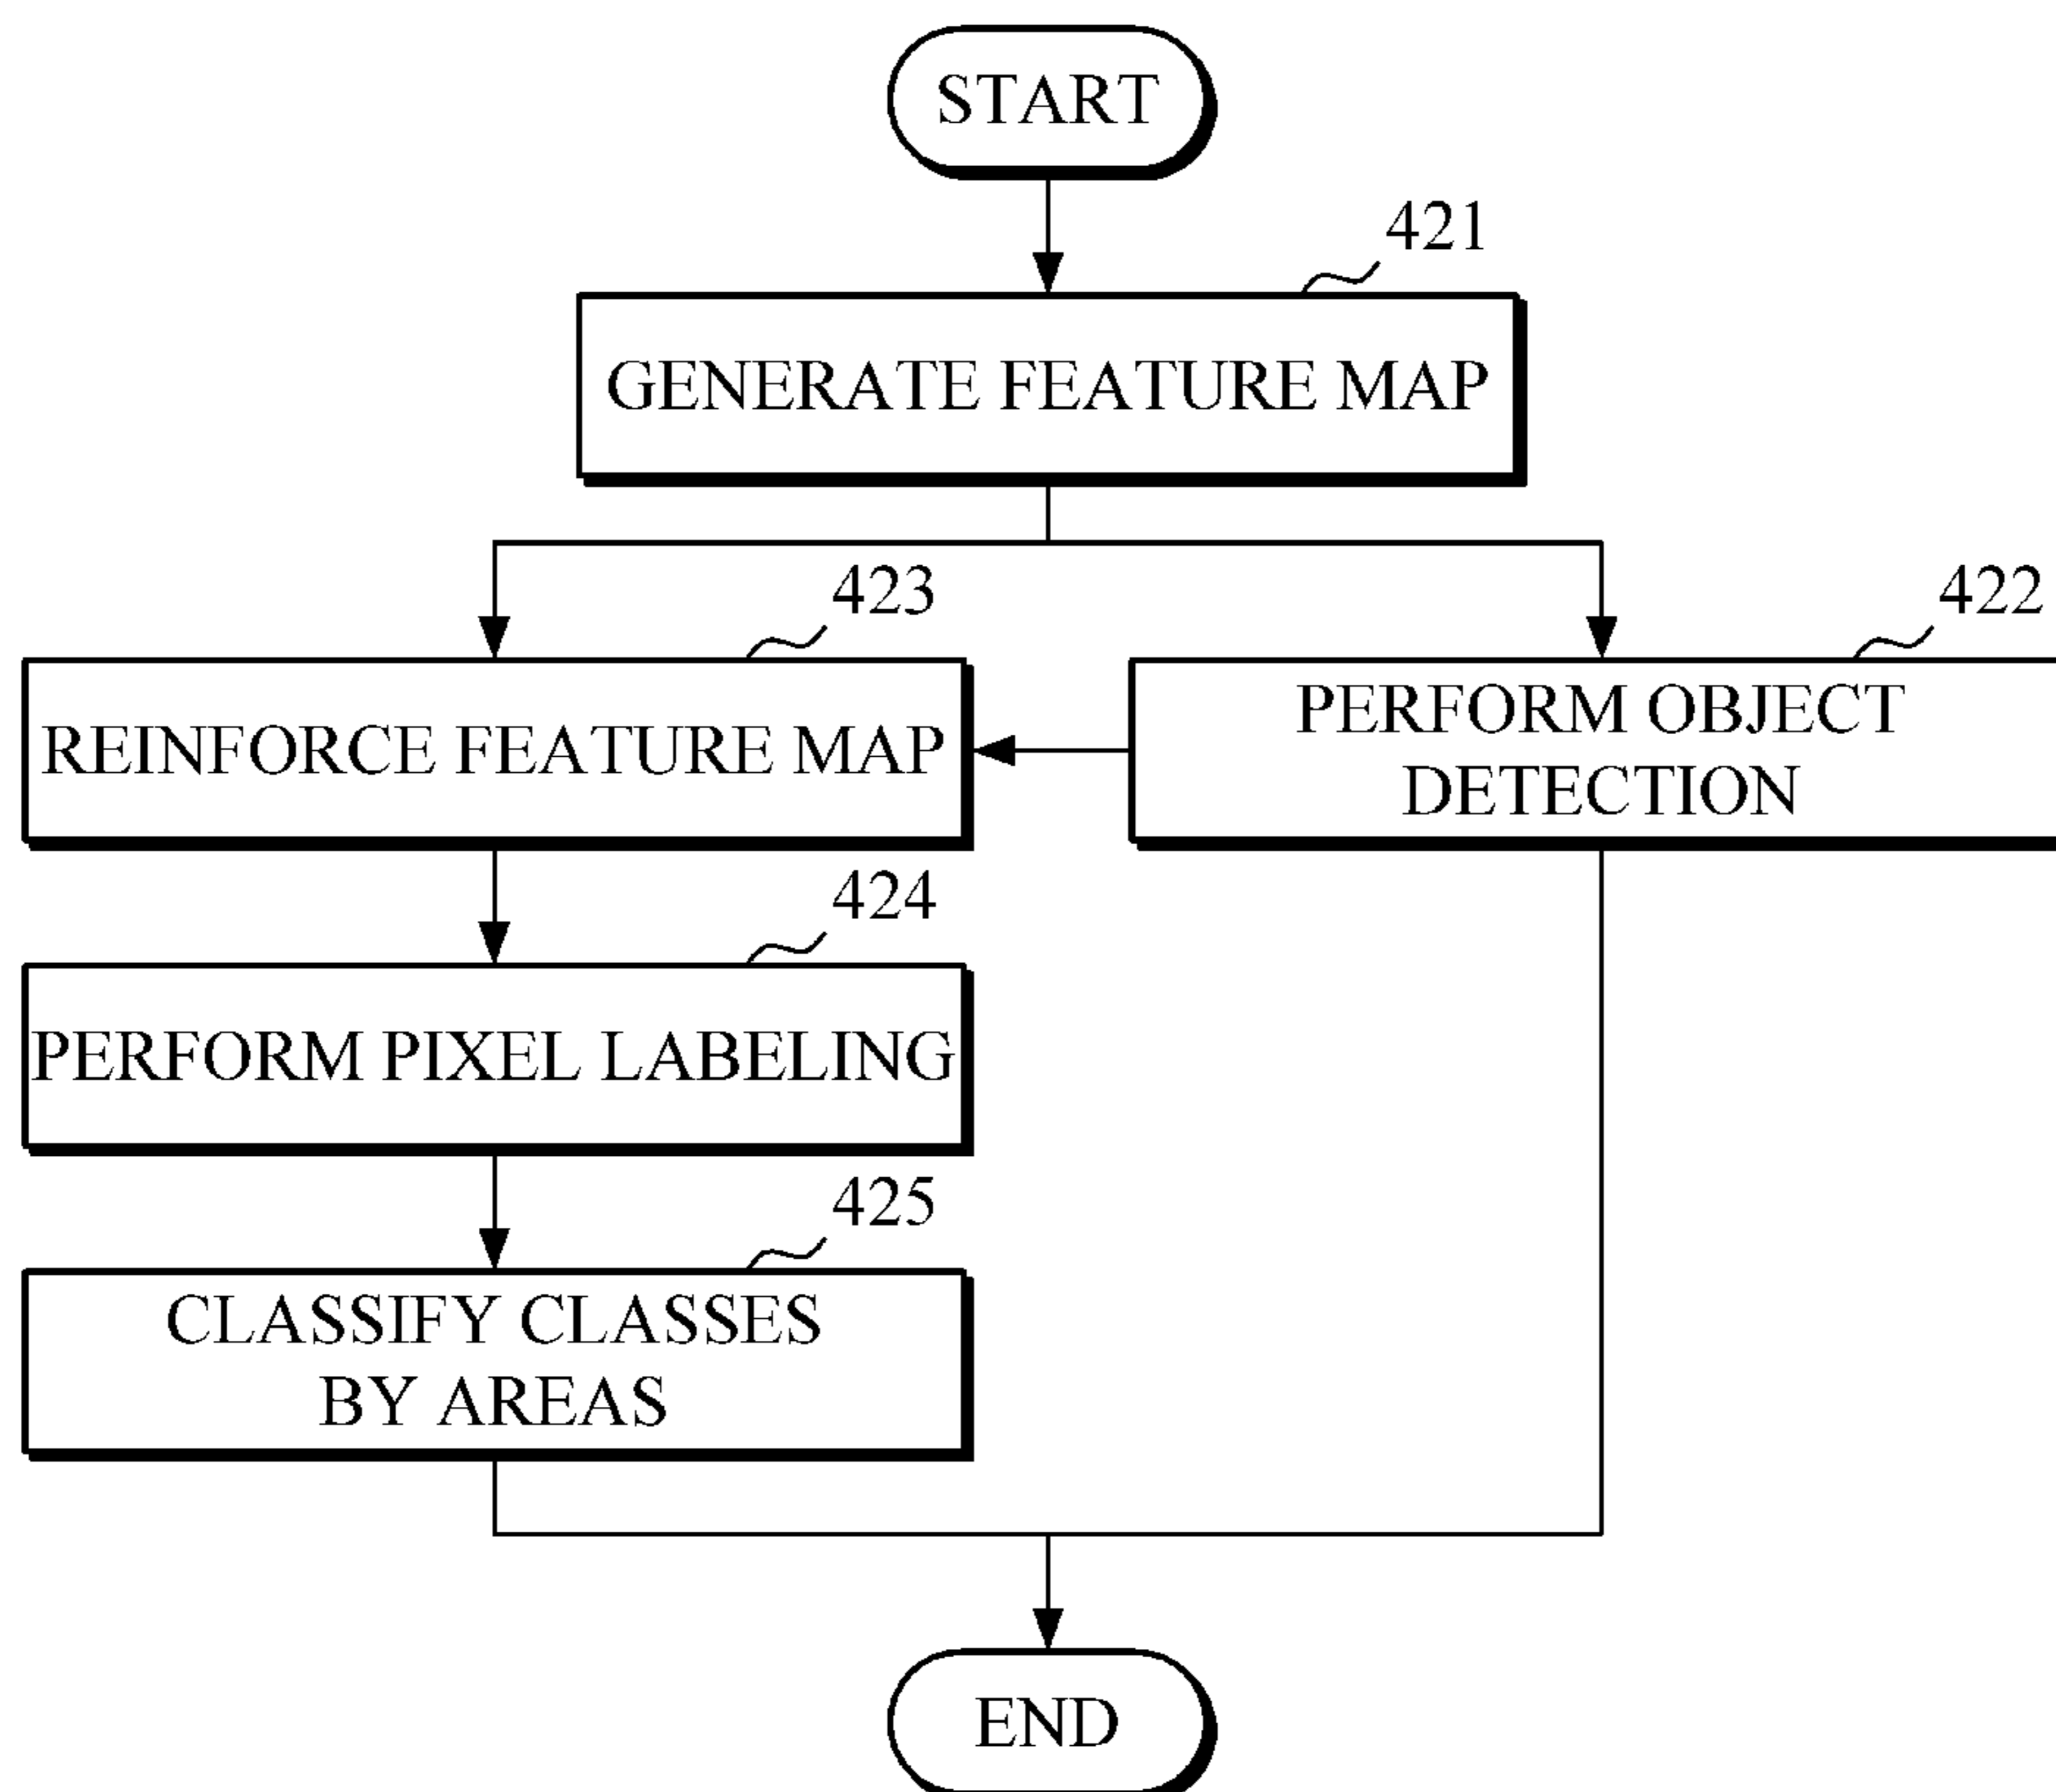 START
421
GENERATE FEATURE MAP
423
422
REINFORCE FEATURE MAP
PERFORM OBJECT
DETECTION
424
PERFORM PIXEL LABELING
425
CLASSIFY CLASSES
BY AREAS
END